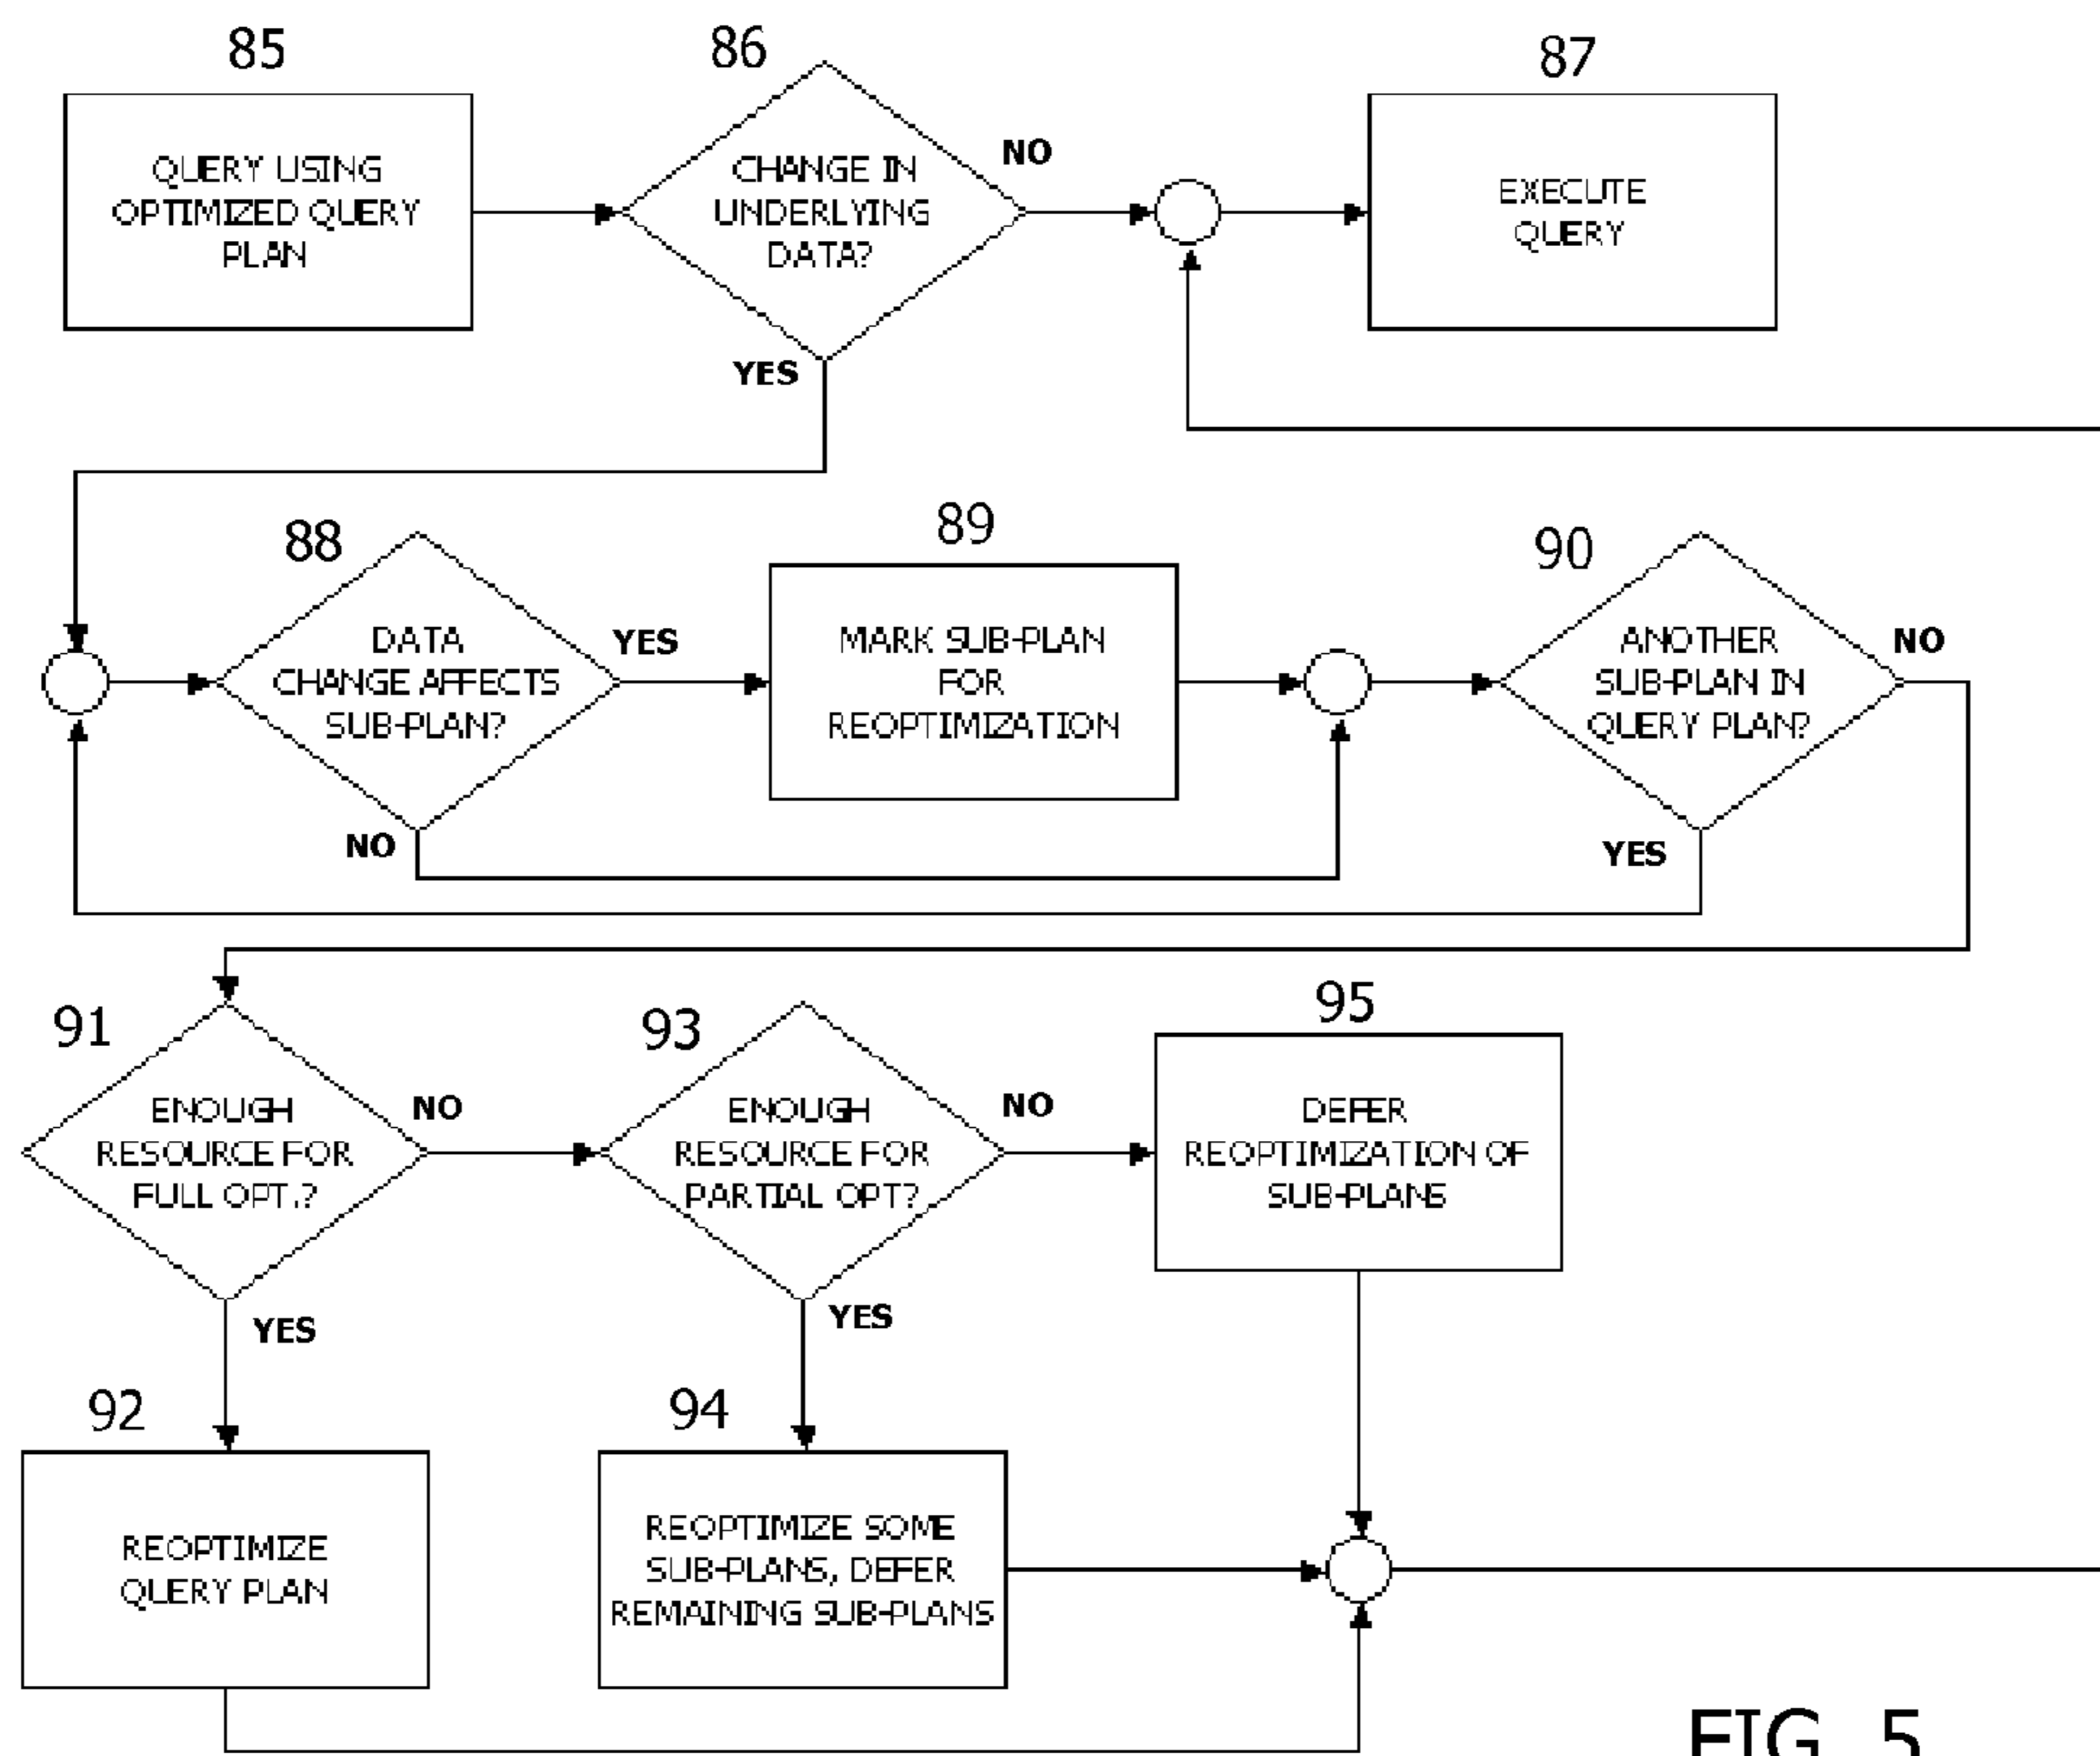 85
QUERY USING
OPTIMIZED QUERY
PLAN
86
CHANGE IN
UNDERLYING
DATA?
NO
YES
87
EXECUTE
QUERY
88
DATA
CHANGE AFFECTS
SUB-PLAN?
YES
NO
89
MARK SUB-PLAN
FOR
REOPTIMIZATION
90
ANOTHER
SUB-PLAN IN
QUERY PLAN?
NO
YES
91
ENOUGH
RESOURCE FOR
FULL OPT.?
NO
YES
93
ENOUGH
RESOURCE FOR
PARTIAL OPT?
NO
YES
95
DEFER
REOPTIMIZATION OF
SUB-PLANS
92
REOPTIMIZE
QUERY PLAN
94
REOPTIMIZE SOME
SUB-PLANS, DEFER
REMAINING SUB-PLANS
FIG. 5